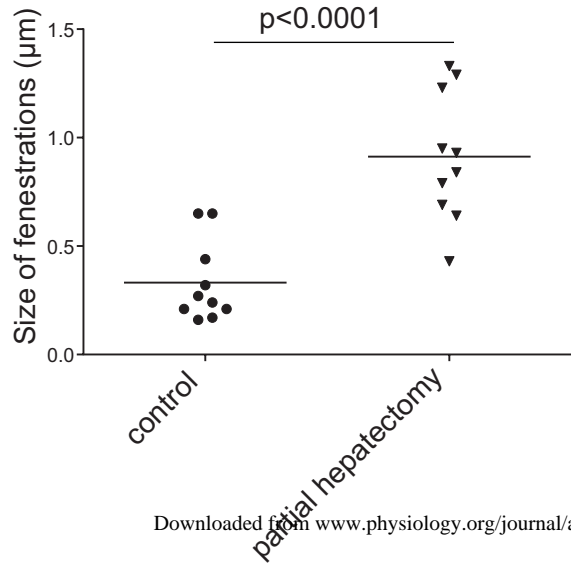 p<0.0001
Size of fenestrations (µm)
1.5
1.0
0.5
0.0
control
partial hepatectomy
Downloaded from www.physiology.org/journal/a